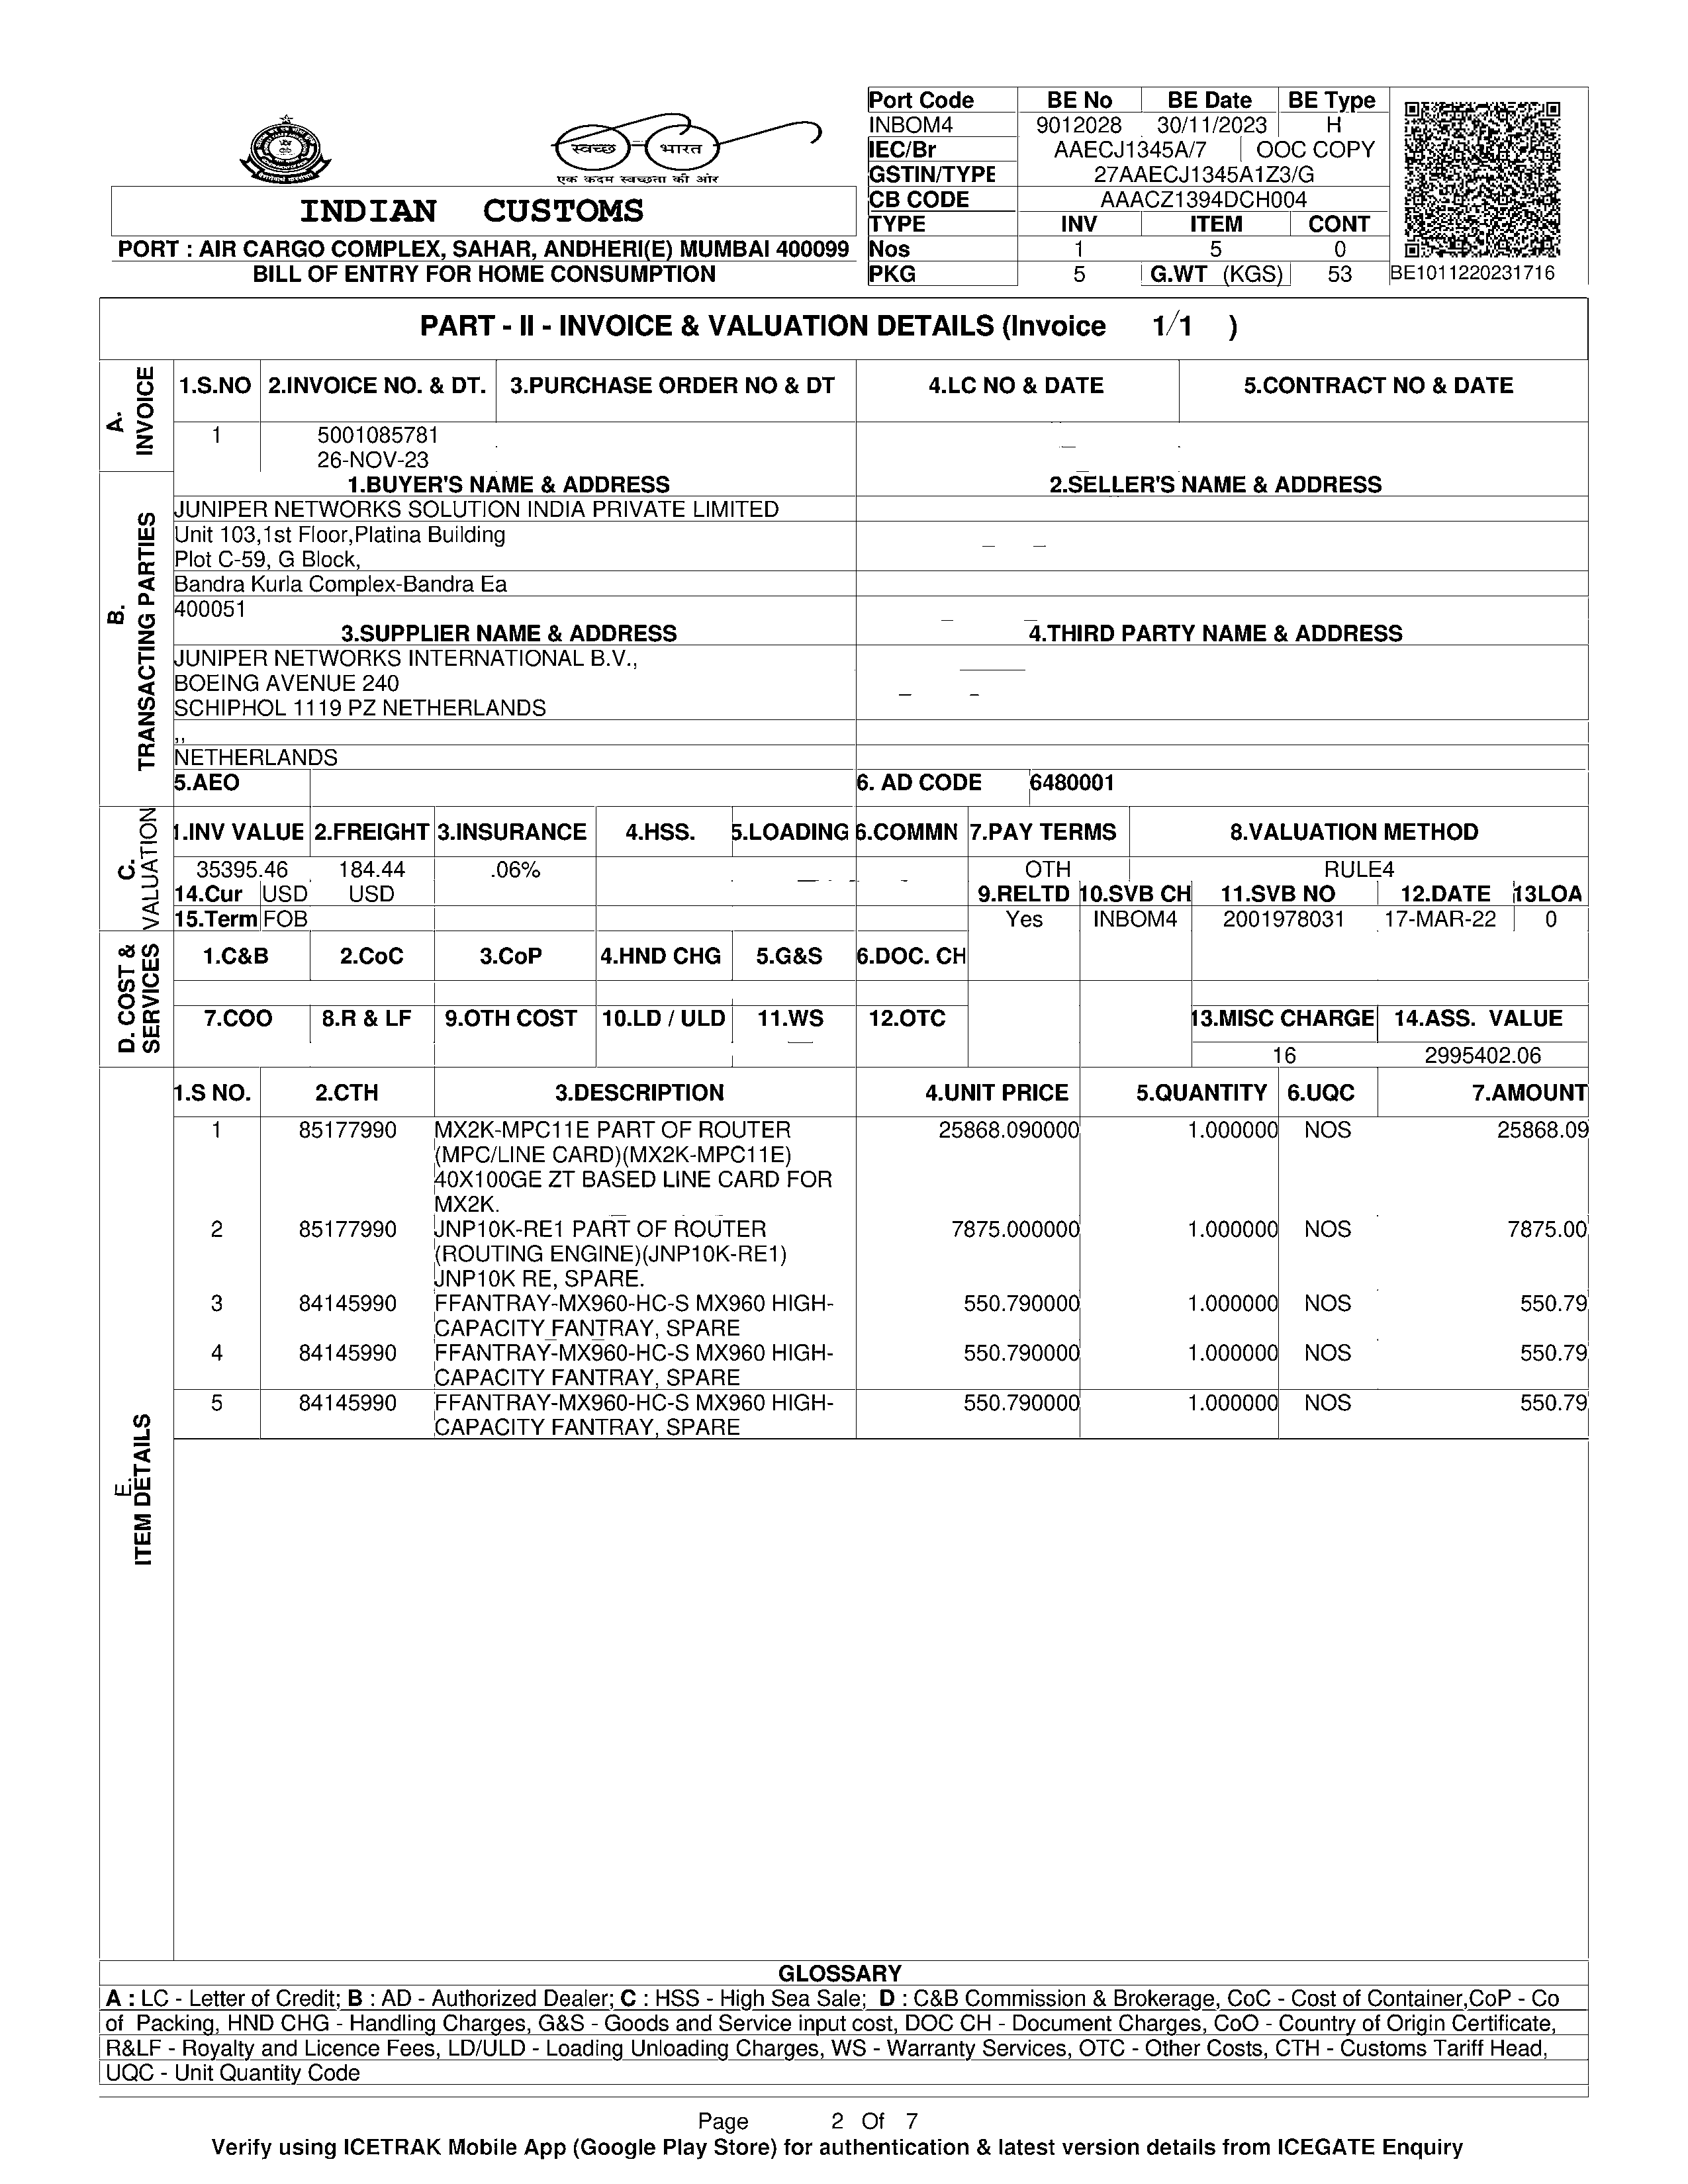 स्वच्छ भारत
एक कदम स्वच्छता की ओर
INDIAN CUSTOMS
PORT : AIR CARGO COMPLEX, SAHAR, ANDHERI(E) MUMBAI 400099
BILL OF ENTRY FOR HOME CONSUMPTION
Port Code BE No BE Date BE Type
INBOM4 9012028 30/11/2023 H
IEC/Br AAECJ1345A/7 OOC COPY
GSTIN/TYPE 27AAECJ1345A1Z3/G
CB CODE AAACZ1394DCH004
TYPE INV ITEM CONT
Nos 1 5 0
PKG 5 G.WT (KGS) 53
BE1011220231716
PART - II - INVOICE & VALUATION DETAILS (Invoice 1/1 )
A. INVOICE
1.S.NO 2.INVOICE NO. & DT. 3.PURCHASE ORDER NO & DT 4.LC NO & DATE 5.CONTRACT NO & DATE
1 5001085781
26-NOV-23
B. TRANSACTING PARTIES
1.BUYER'S NAME & ADDRESS 2.SELLER'S NAME & ADDRESS
JUNIPER NETWORKS SOLUTION INDIA PRIVATE LIMITED
Unit 103,1st Floor,Platina Building
Plot C-59, G Block,
Bandra Kurla Complex-Bandra Ea
400051
3.SUPPLIER NAME & ADDRESS 4.THIRD PARTY NAME & ADDRESS
JUNIPER NETWORKS INTERNATIONAL B.V.,
BOEING AVENUE 240
SCHIPHOL 1119 PZ NETHERLANDS
,,
NETHERLANDS
5.AEO 6. AD CODE 6480001
C. VALUATION
1.INV VALUE 2.FREIGHT 3.INSURANCE 4.HSS. 5.LOADING 6.COMMN 7.PAY TERMS 8.VALUATION METHOD
35395.46 184.44 .06% OTH RULE4
14.Cur USD USD 9.RELTD 10.SVB CH 11.SVB NO 12.DATE 13LOA
15.Term FOB Yes INBOM4 2001978031 17-MAR-22 0
D. COST & SERVICES
1.C&B 2.CoC 3.CoP 4.HND CHG 5.G&S 6.DOC. CH
7.COO 8.R & LF 9.OTH COST 10.LD / ULD 11.WS 12.OTC 13.MISC CHARGE 14.ASS. VALUE
16 2995402.06
E. ITEM DETAILS
1.S NO. 2.CTH 3.DESCRIPTION 4.UNIT PRICE 5.QUANTITY 6.UQC 7.AMOUNT
1 85177990 MX2K-MPC11E PART OF ROUTER 25868.090000 1.000000 NOS 25868.09
(MPC/LINE CARD)(MX2K-MPC11E)
40X100GE ZT BASED LINE CARD FOR
MX2K.
2 85177990 JNP10K-RE1 PART OF ROUTER 7875.000000 1.000000 NOS 7875.00
(ROUTING ENGINE)(JNP10K-RE1)
JNP10K RE, SPARE.
3 84145990 FFANTRAY-MX960-HC-S MX960 HIGH- 550.790000 1.000000 NOS 550.79
CAPACITY FANTRAY, SPARE
4 84145990 FFANTRAY-MX960-HC-S MX960 HIGH- 550.790000 1.000000 NOS 550.79
CAPACITY FANTRAY, SPARE
5 84145990 FFANTRAY-MX960-HC-S MX960 HIGH- 550.790000 1.000000 NOS 550.79
CAPACITY FANTRAY, SPARE
GLOSSARY
A : LC - Letter of Credit; B : AD - Authorized Dealer; C : HSS - High Sea Sale; D : C&B Commission & Brokerage, CoC - Cost of Container,CoP - Co
of Packing, HND CHG - Handling Charges, G&S - Goods and Service input cost, DOC CH - Document Charges, CoO - Country of Origin Certificate,
R&LF - Royalty and Licence Fees, LD/ULD - Loading Unloading Charges, WS - Warranty Services, OTC - Other Costs, CTH - Customs Tariff Head,
UQC - Unit Quantity Code
Page 2 Of 7
Verify using ICETRAK Mobile App (Google Play Store) for authentication & latest version details from ICEGATE Enquiry